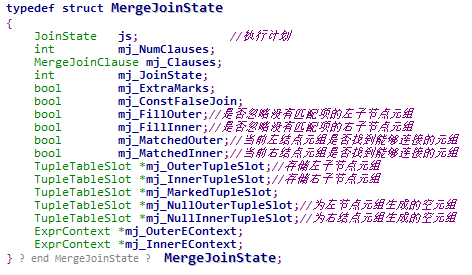 typedef struct MergeJoinState
{
JoinState js; //执行计划
int mj_NumClauses;
MergeJoinClause mj_Clauses;
int mj_JoinState;
bool mj_ExtraMarks;
bool mj_ConstFalseJoin;
bool mj_FillOuter;//是否忽略没有匹配项的左子节点元组
bool mj_FillInner;//是否忽略没有匹配项的右子节点元组
bool mj_MatchedOuter;//当前左结点元组是否找到能够连接的元组
bool mj_MatchedInner;//当前右结点元组是否找到能够连接的元组
TupleTableSlot *mj_OuterTupleSlot;//存储左子节点元组
TupleTableSlot *mj_InnerTupleSlot;//存储右子节点元组
TupleTableSlot *mj_MarkedTupleSlot;
TupleTableSlot *mj_NullOuterTupleSlot;//为左节点元组生成的空元组
TupleTableSlot *mj_NullInnerTupleSlot;//为右结点元组生成的空元组
ExprContext *mj_OuterEContext;
ExprContext *mj_InnerEContext;
} ? end MergeJoinState ? MergeJoinState;